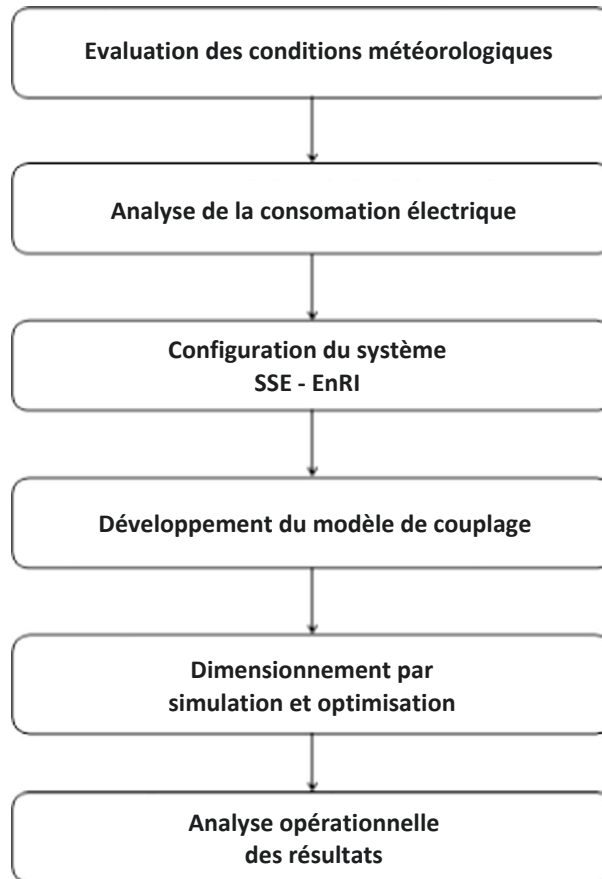 Evaluation des conditions météorologiques
Analyse de la consomation électrique
Configuration du système
SSE - EnRI
Développement du modèle de couplage
Dimensionnement par
simulation et optimisation
Analyse opérationnelle
des résultats